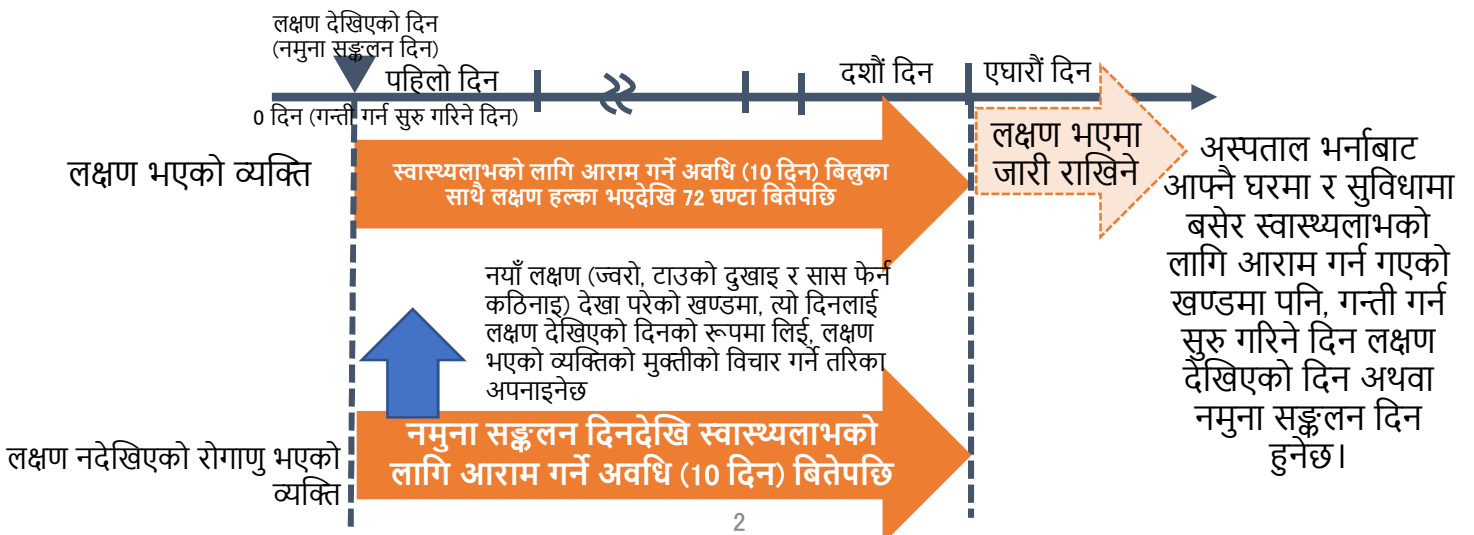 लक्षण देखिएको दिन
(नमुना सङ्कलन दिन)
पहिलो दिन
दशौं दिन
एघारौं दिन
0 दिन (गन्ती गर्न सुरु गरिने दिन)
लक्षण भएको व्यक्ति
स्वास्थ्यलाभको लागि आराम गर्ने अवधि (10 दिन) बित्नुका
साथै लक्षण हल्का भएदेखि 72 घण्टा बितेपछि
लक्षण भएमा
जारी राखिने
अस्पताल भर्नाबाट
आफ्नै घरमा र सुविधामा
बसेर स्वास्थ्यलाभको
लागि आराम गर्न गएको
खण्डमा पनि, गन्ती गर्न
सुरु गरिने दिन लक्षण
देखिएको दिन अथवा
नमुना सङ्कलन दिन
हुनेछ।
नयाँ लक्षण (ज्वरो, टाउको दुखाइ र सास फेर्न
कठिनाइ) देखा परेको खण्डमा, त्यो दिनलाई
लक्षण देखिएको दिनको रूपमा लिई, लक्षण
भएको व्यक्तिको मुक्तीको विचार गर्ने तरिका
अपनाइनेछ
लक्षण नदेखिएको रोगाणु भएको
व्यक्ति
नमुना सङ्कलन दिनदेखि स्वास्थ्यलाभको
लागि आराम गर्ने अवधि (10 दिन) बितेपछि
2